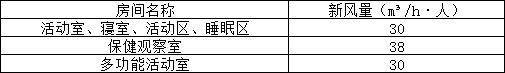 房间名称 新风量（m³/h·人）
活动室、寝室、活动区、睡眠区 30
保健观察室 38
多功能活动室 30